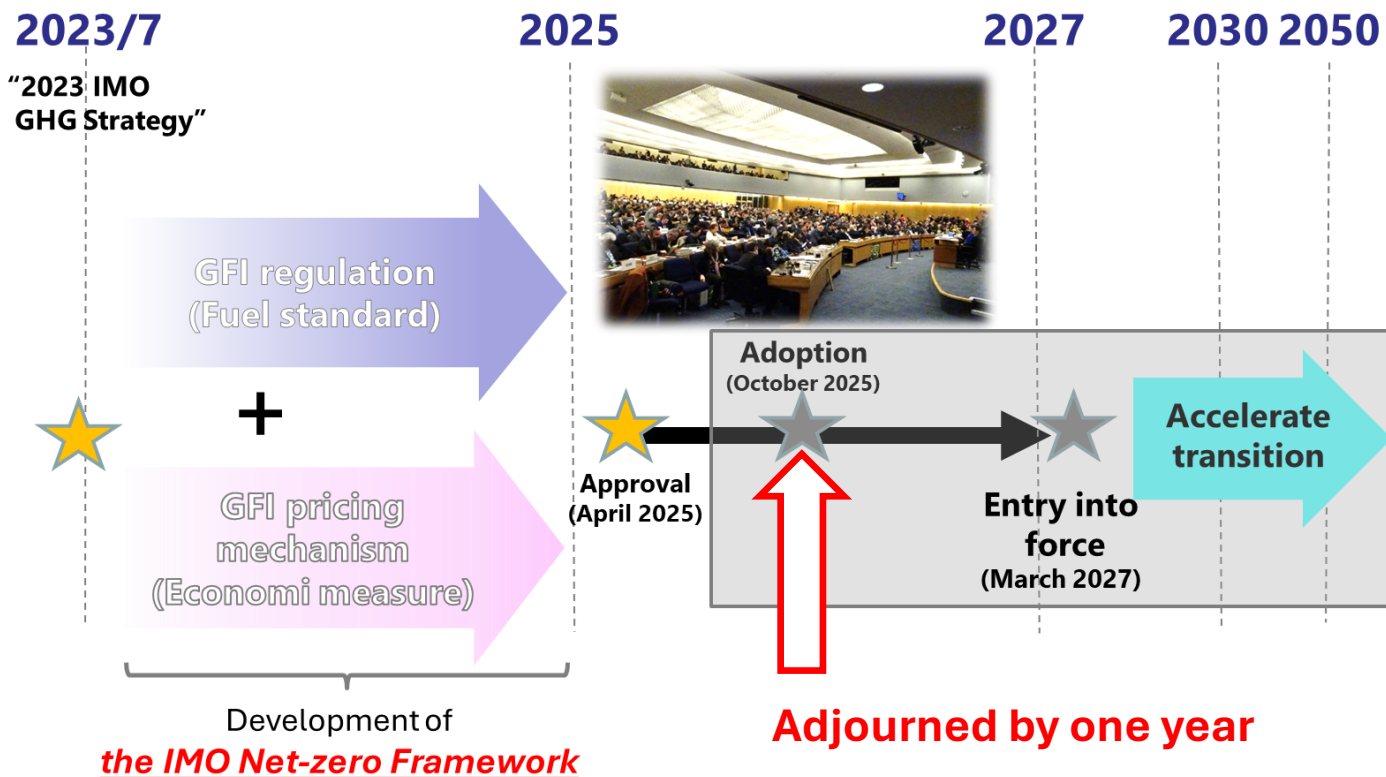 2023/7
2025
2027
2030
2050
“2023 IMO
GHG Strategy”
GFI regulation
(Fuel standard)
+
GFI pricing
mechanism
(Economi measure)
Development of
the IMO Net-zero Framework
Approval
(April 2025)
Adoption
(October 2025)
Entry into
force
(March 2027)
Accelerate
transition
Adjourned by one year